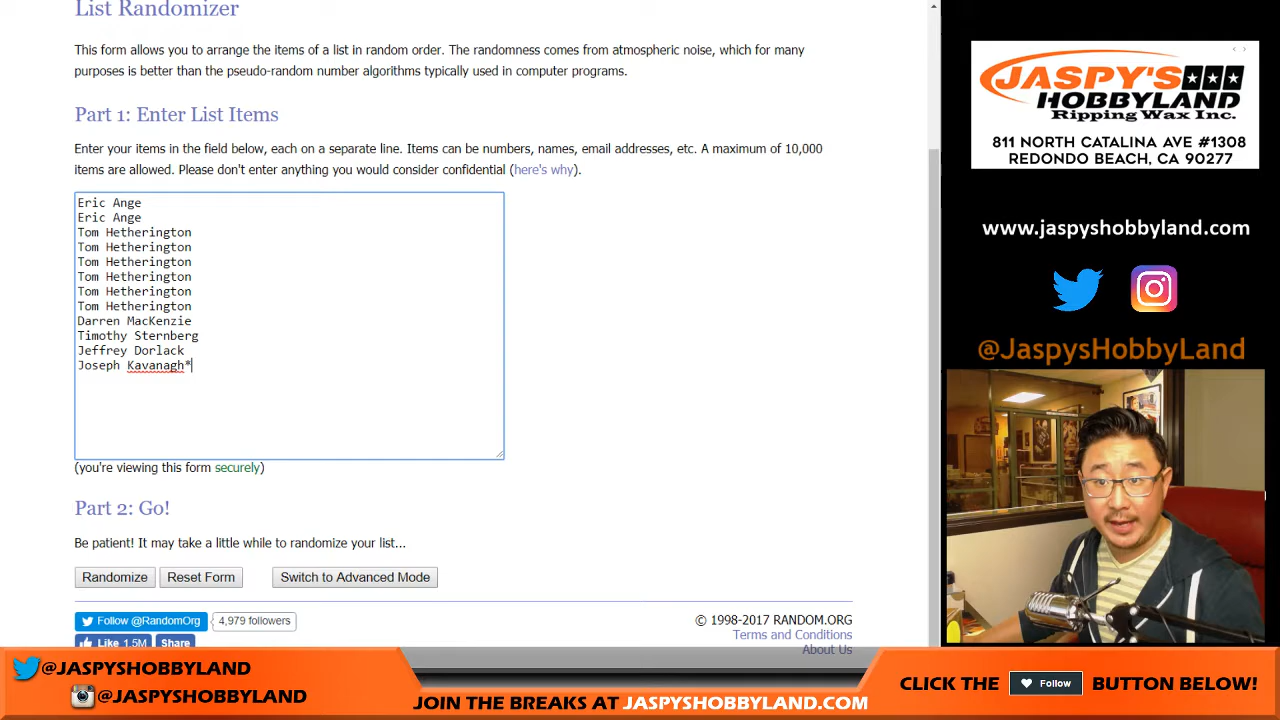 List Randomizer
This form allows you to arrange the items of a list in random order. The randomness comes from atmospheric noise, which for many
purposes is better than the pseudo-random number algorithms typically used in computer programs.
Part 1: Enter List Items
Enter your items in the field below, each on a separate line. Items can be numbers, names, email addresses, etc. A maximum of 10,000
items are allowed. Please don't enter anything you would consider confidential (here's why).
Eric Ange
Eric Ange
Tom Hetherington
Tom Hetherington
Tom Hetherington
Tom Hetherington
Tom Hetherington
Tom Hetherington
Darren MacKenzie
Timothy Sternberg
Jeffrey Dorlack
Joseph Kavanagh*
(you're viewing this form securely)
Part 2: Go!
Be patient! It may take a little while to randomize your list...
Randomize Reset Form Switch to Advanced Mode
Follow @RandomOrg 4,979 followers
Like 1.5M Share
© 1998-2017 RANDOM.ORG
Terms and Conditions
About Us
JASPY'S
HOBBYLAND
Ripping Wax Inc.
811 NORTH CATALINA AVE #1308
REDONDO BEACH, CA 90277
www.jaspyshobbyland.com
@JaspysHobbyLand
@JASPYSHOBBYLAND
@JASPYSHOBBYLAND
JOIN THE BREAKS AT JASPYSHOBBYLAND.COM
CLICK THE Follow BUTTON BELOW!